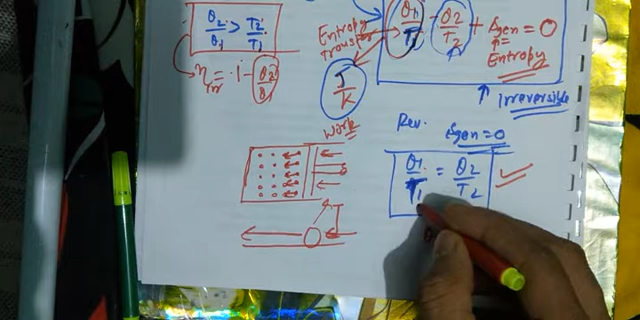 Q2/Q1 > T2/T1
ηirr = 1 - Q2/Q1
Entropy
transfer
J/K
Q1/T1 - Q2/T2 + Sgen = 0
Entropy
Irreversible
Work
Rev. Sgen = 0
Q1/T1 = Q2/T2